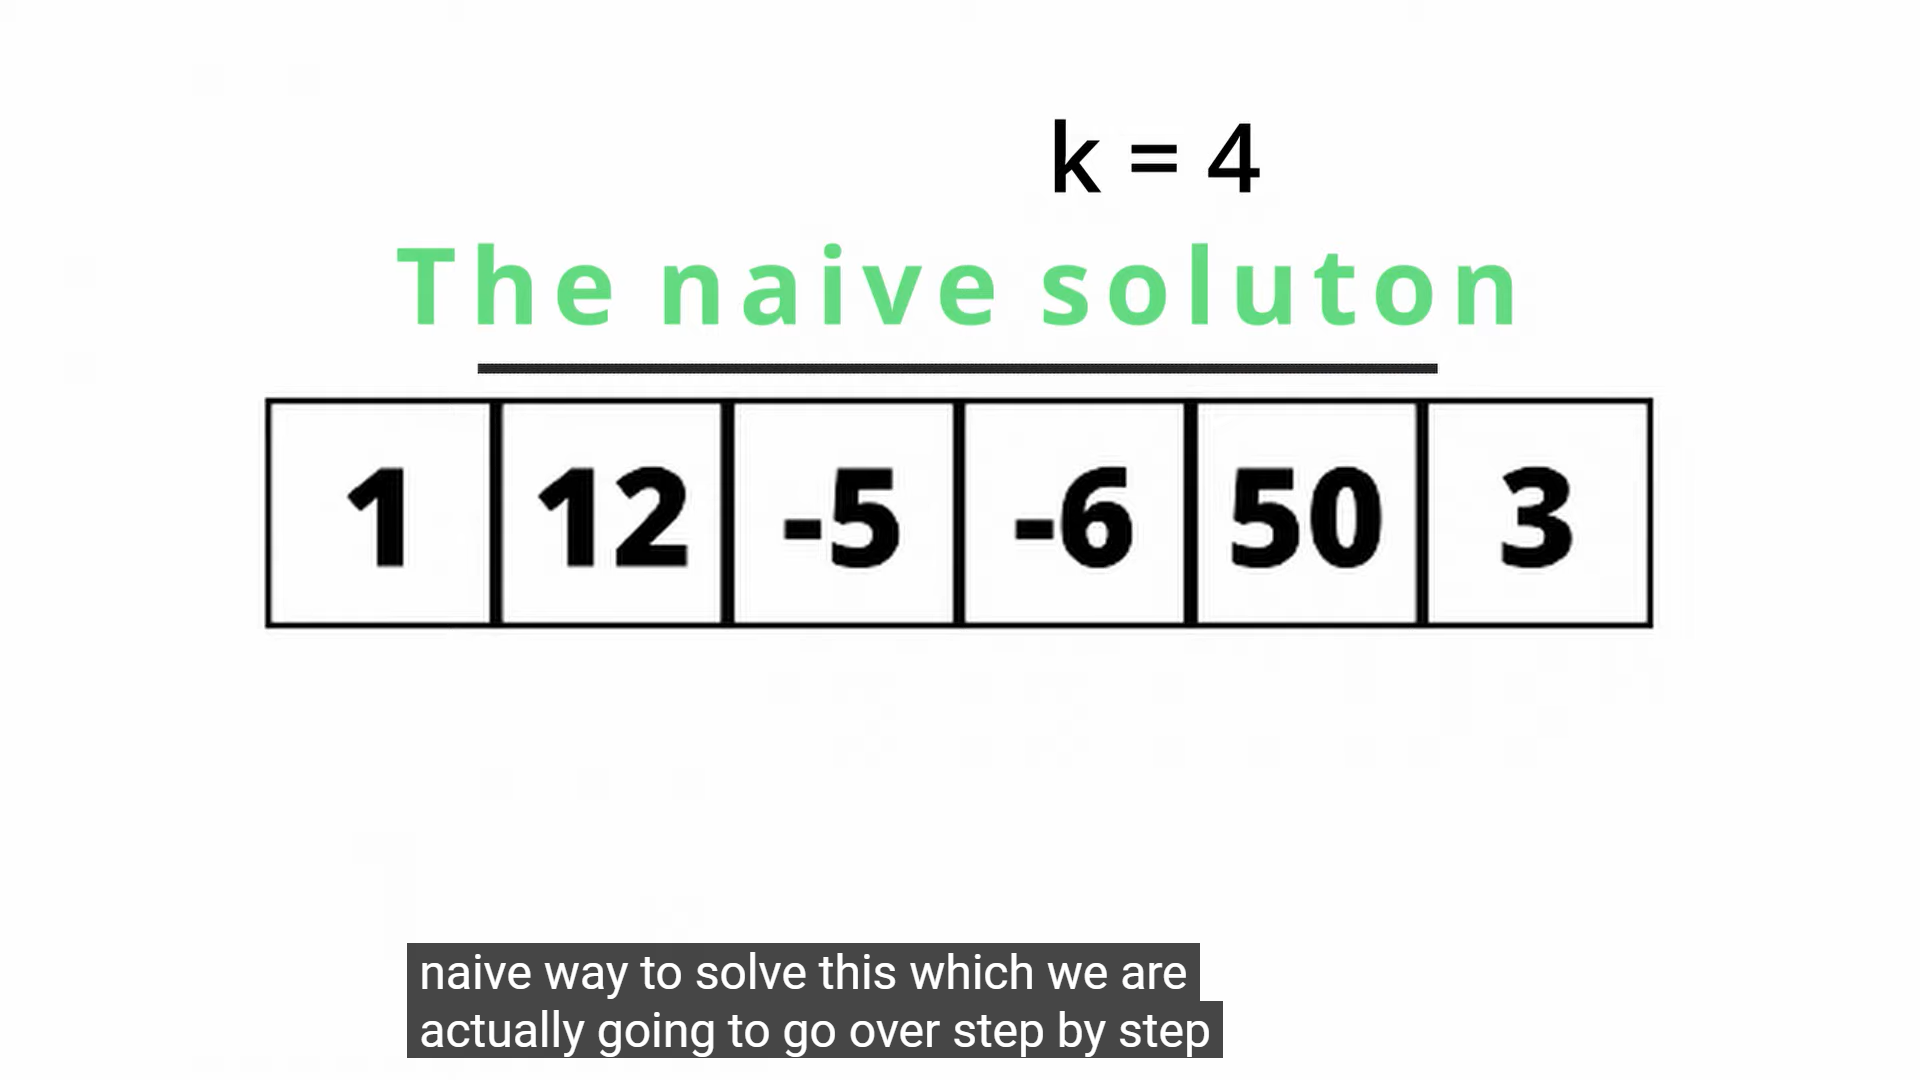 k = 4
The naive soluton
1 12 -5 -6 50 3
naive way to solve this which we are
actually going to go over step by step